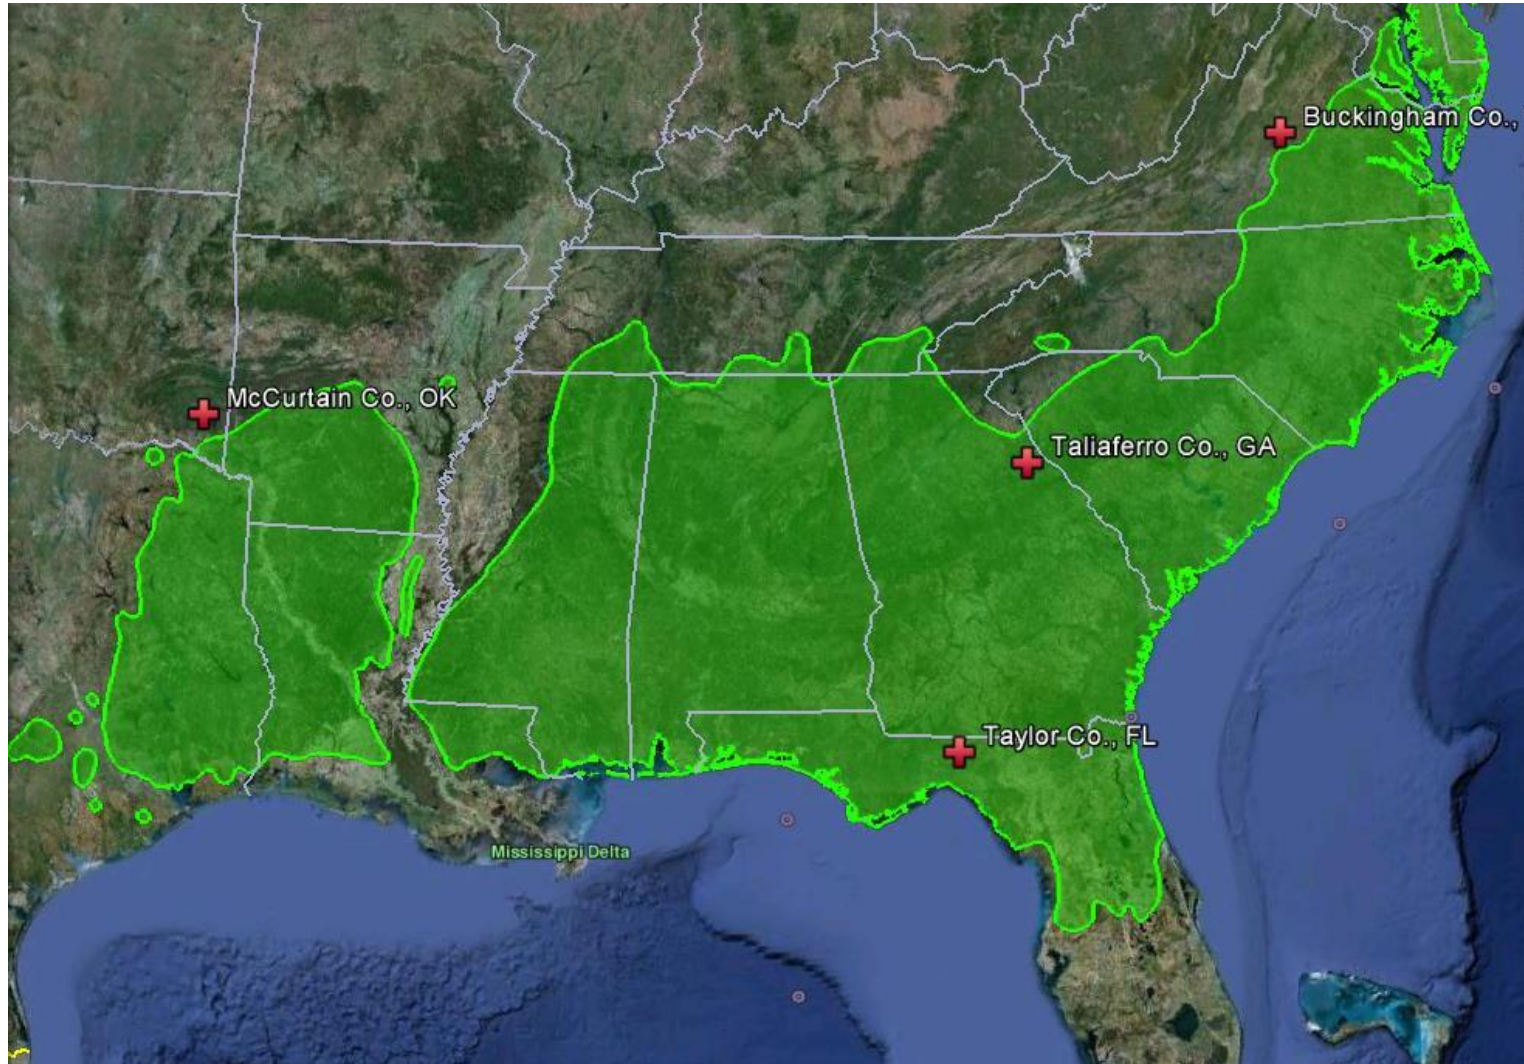 Buckingham Co.,
McCurtain Co., OK
Taliaferro Co., GA
Taylor Co., FL
Mississippi Delta